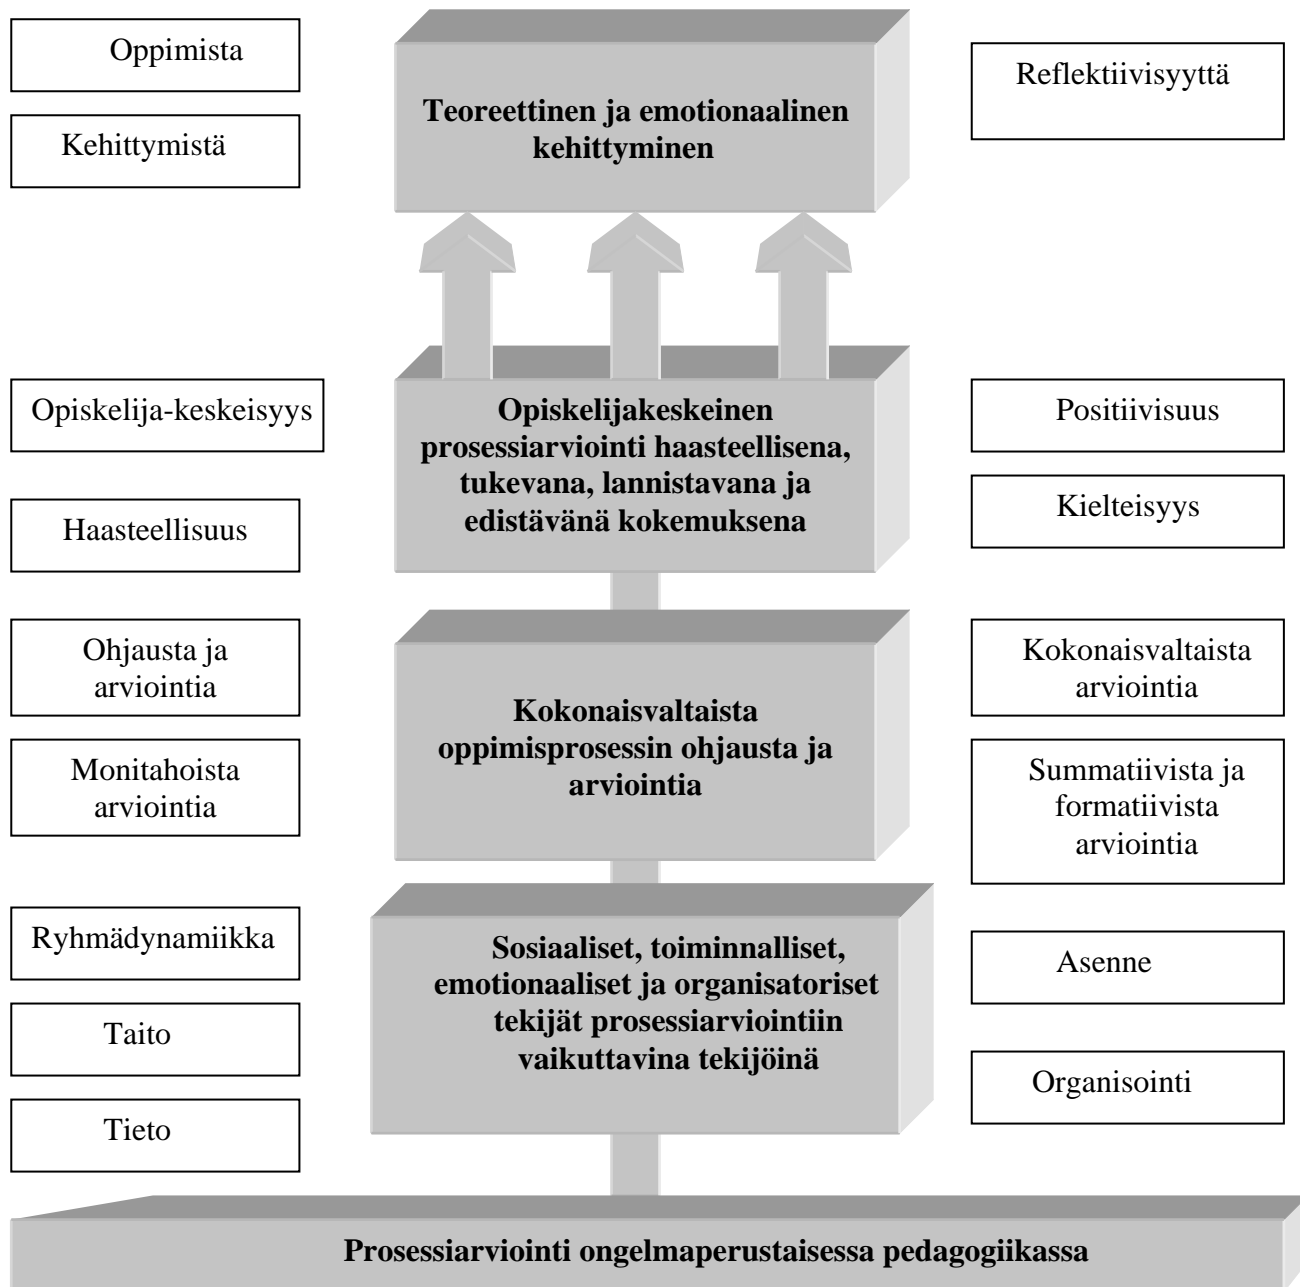 Oppimista
Kehittymistä
Teoreettinen ja emotionaalinen
kehittyminen
Reflektiivisyyttä
Opiskelija-keskeisyys
Haasteellisuus
Opiskelijakeskeinen
prosessiarviointi haasteellisena,
tukevana, lannistavana ja
edistävänä kokemuksena
Positiivisuus
Kielteisyys
Ohjausta ja
arviointia
Monitahoista
arviointia
Kokonaisvaltaista
oppimisprosessin ohjausta ja
arviointia
Kokonaisvaltaista
arviointia
Summatiivista ja
formatiivista
arviointia
Ryhmädynamiikka
Taito
Tieto
Sosiaaliset, toiminnalliset,
emotionaaliset ja organisatoriset
tekijät prosessiarviointiin
vaikuttavina tekijöinä
Asenne
Organisointi
Prosessiarviointi ongelmaperustaisessa pedagogiikassa